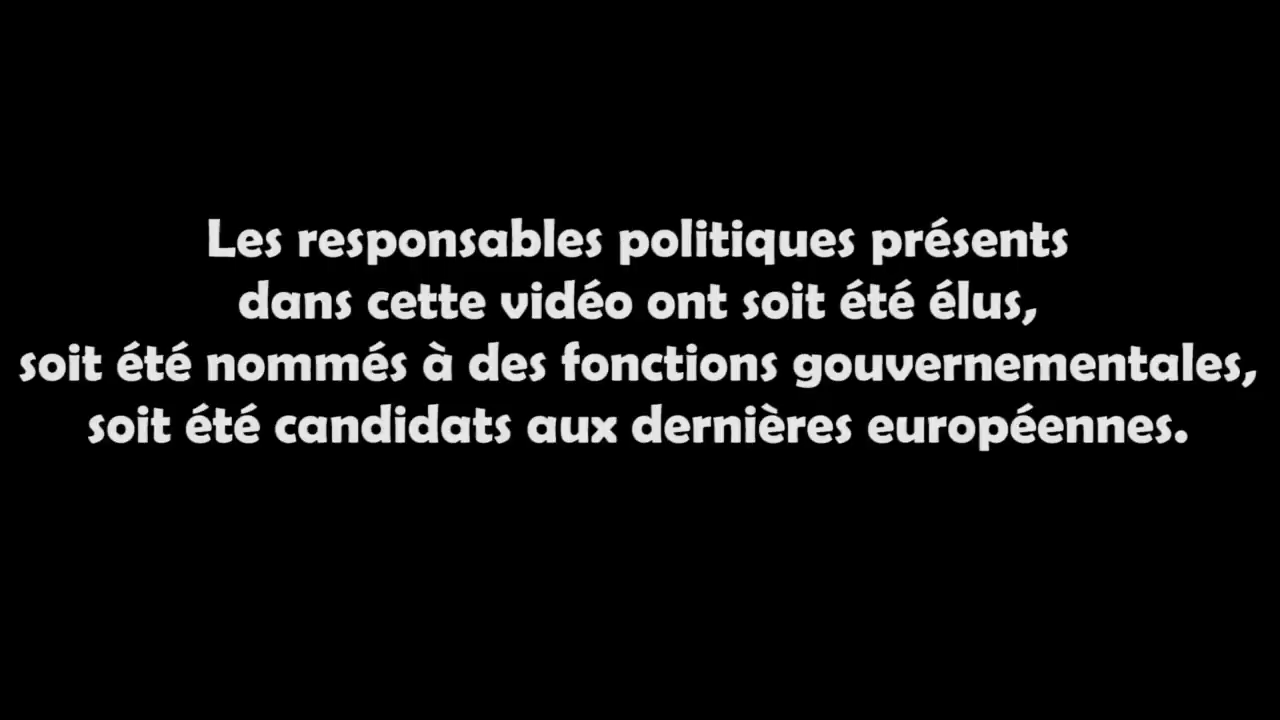 Les responsables politiques présents
dans cette vidéo ont soit été élus,
soit été nommés à des fonctions gouvernementales,
soit été candidats aux dernières européennes.